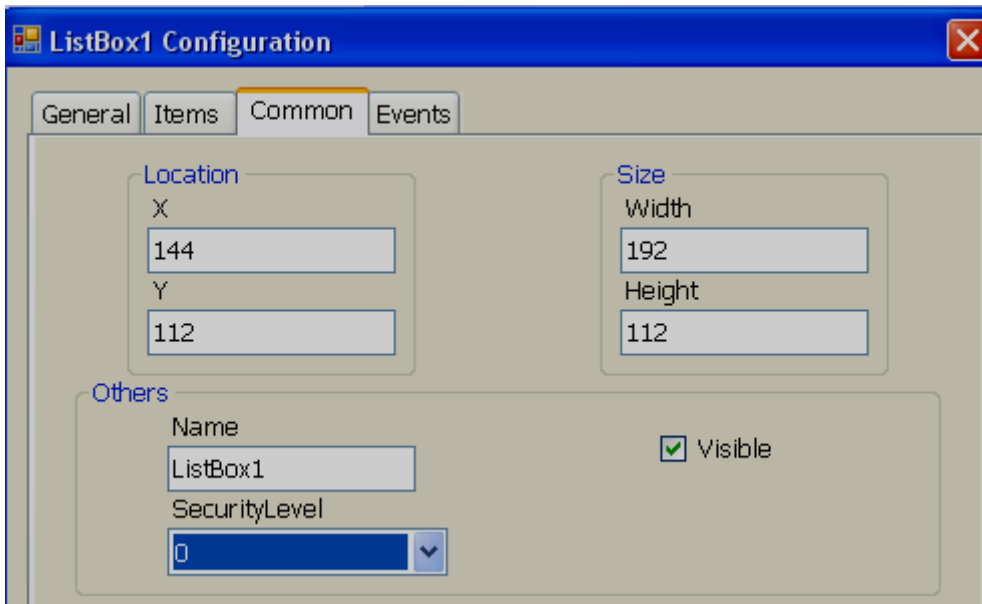 ListBox1 Configuration
General Items Common Events
Location
X
144
Y
112
Size
Width
192
Height
112
Others
Name
ListBox1
SecurityLevel
0
Visible